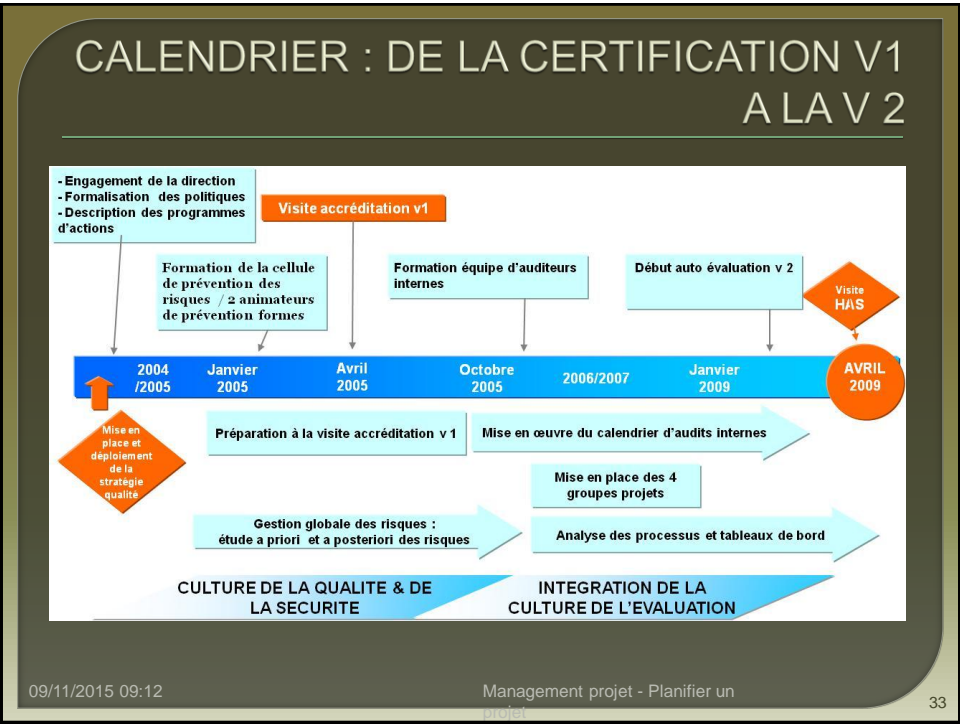 CALENDRIER : DE LA CERTIFICATION V1
A LA V 2
- Engagement de la direction
- Formalisation des politiques
- Description des programmes
d'actions
Visite accréditation v1
Formation de la cellule
de prévention des
risques / 2 animateurs
de prévention formes
Formation équipe d'auditeurs
internes
Début auto évaluation v 2
Visite
HAS
2004
/2005
Janvier
2005
Avril
2005
Octobre
2005
2006/2007
Janvier
2009
AVRIL
2009
Mise en
place et
déploiement
de la
stratégie
qualité
Préparation à la visite accréditation v 1
Mise en œuvre du calendrier d'audits internes
Mise en place des 4
groupes projets
Gestion globale des risques :
étude a priori et a posteriori des risques
Analyse des processus et tableaux de bord
CULTURE DE LA QUALITE & DE
LA SECURITE
INTEGRATION DE LA
CULTURE DE L'EVALUATION
09/11/2015 09:12
Management projet - Planifier un
projet
33